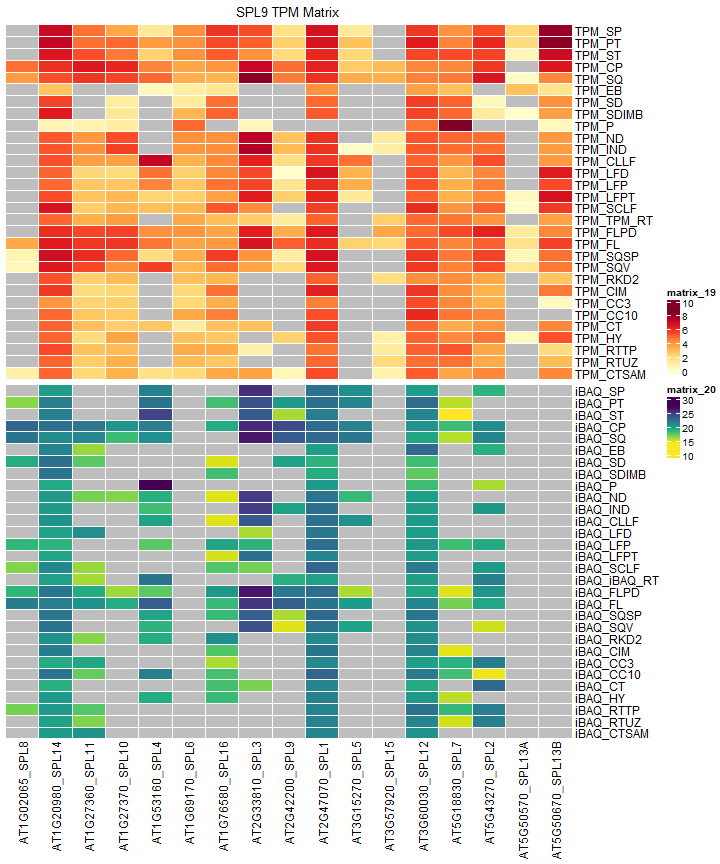 SPL9 TPM Matrix
TPM_SP
TPM_PT
TPM_ST
TPM_CP
TPM_SQ
TPM_EB
TPM_SD
TPM_SDIMB
TPM_P
TPM_ND
TPM_IND
TPM_CLLF
TPM_LFD
TPM_LFP
TPM_LFPT
TPM_SCLF
TPM_TPM_RT
TPM_FLPD
TPM_FL
TPM_SQSP
TPM_SQV
TPM_RKD2
TPM_CIM
TPM_CC3
TPM_CC10
TPM_CT
TPM_HY
TPM_RTTP
TPM_RTUZ
TPM_CTSAM
matrix_19
10
8
6
4
2
0
iBAQ_SP
iBAQ_PT
iBAQ_ST
iBAQ_CP
iBAQ_SQ
iBAQ_EB
iBAQ_SD
iBAQ_SDIMB
iBAQ_P
iBAQ_ND
iBAQ_IND
iBAQ_CLLF
iBAQ_LFD
iBAQ_LFP
iBAQ_LFPT
iBAQ_SCLF
iBAQ_iBAQ_RT
iBAQ_FLPD
iBAQ_FL
iBAQ_SQSP
iBAQ_SQV
iBAQ_RKD2
iBAQ_CIM
iBAQ_CC3
iBAQ_CC10
iBAQ_CT
iBAQ_HY
iBAQ_RTTP
iBAQ_RTUZ
iBAQ_CTSAM
matrix_20
30
25
20
15
10
AT1G02065_SPL8
AT1G20980_SPL14
AT1G27360_SPL11
AT1G27370_SPL10
AT1G53160_SPL4
AT1G69170_SPL6
AT1G76580_SPL16
AT2G33810_SPL3
AT2G42200_SPL9
AT2G47070_SPL1
AT3G15270_SPL5
AT3G57920_SPL15
AT3G60030_SPL12
AT5G18830_SPL7
AT5G43270_SPL2
AT5G50570_SPL13A
AT5G50670_SPL13B